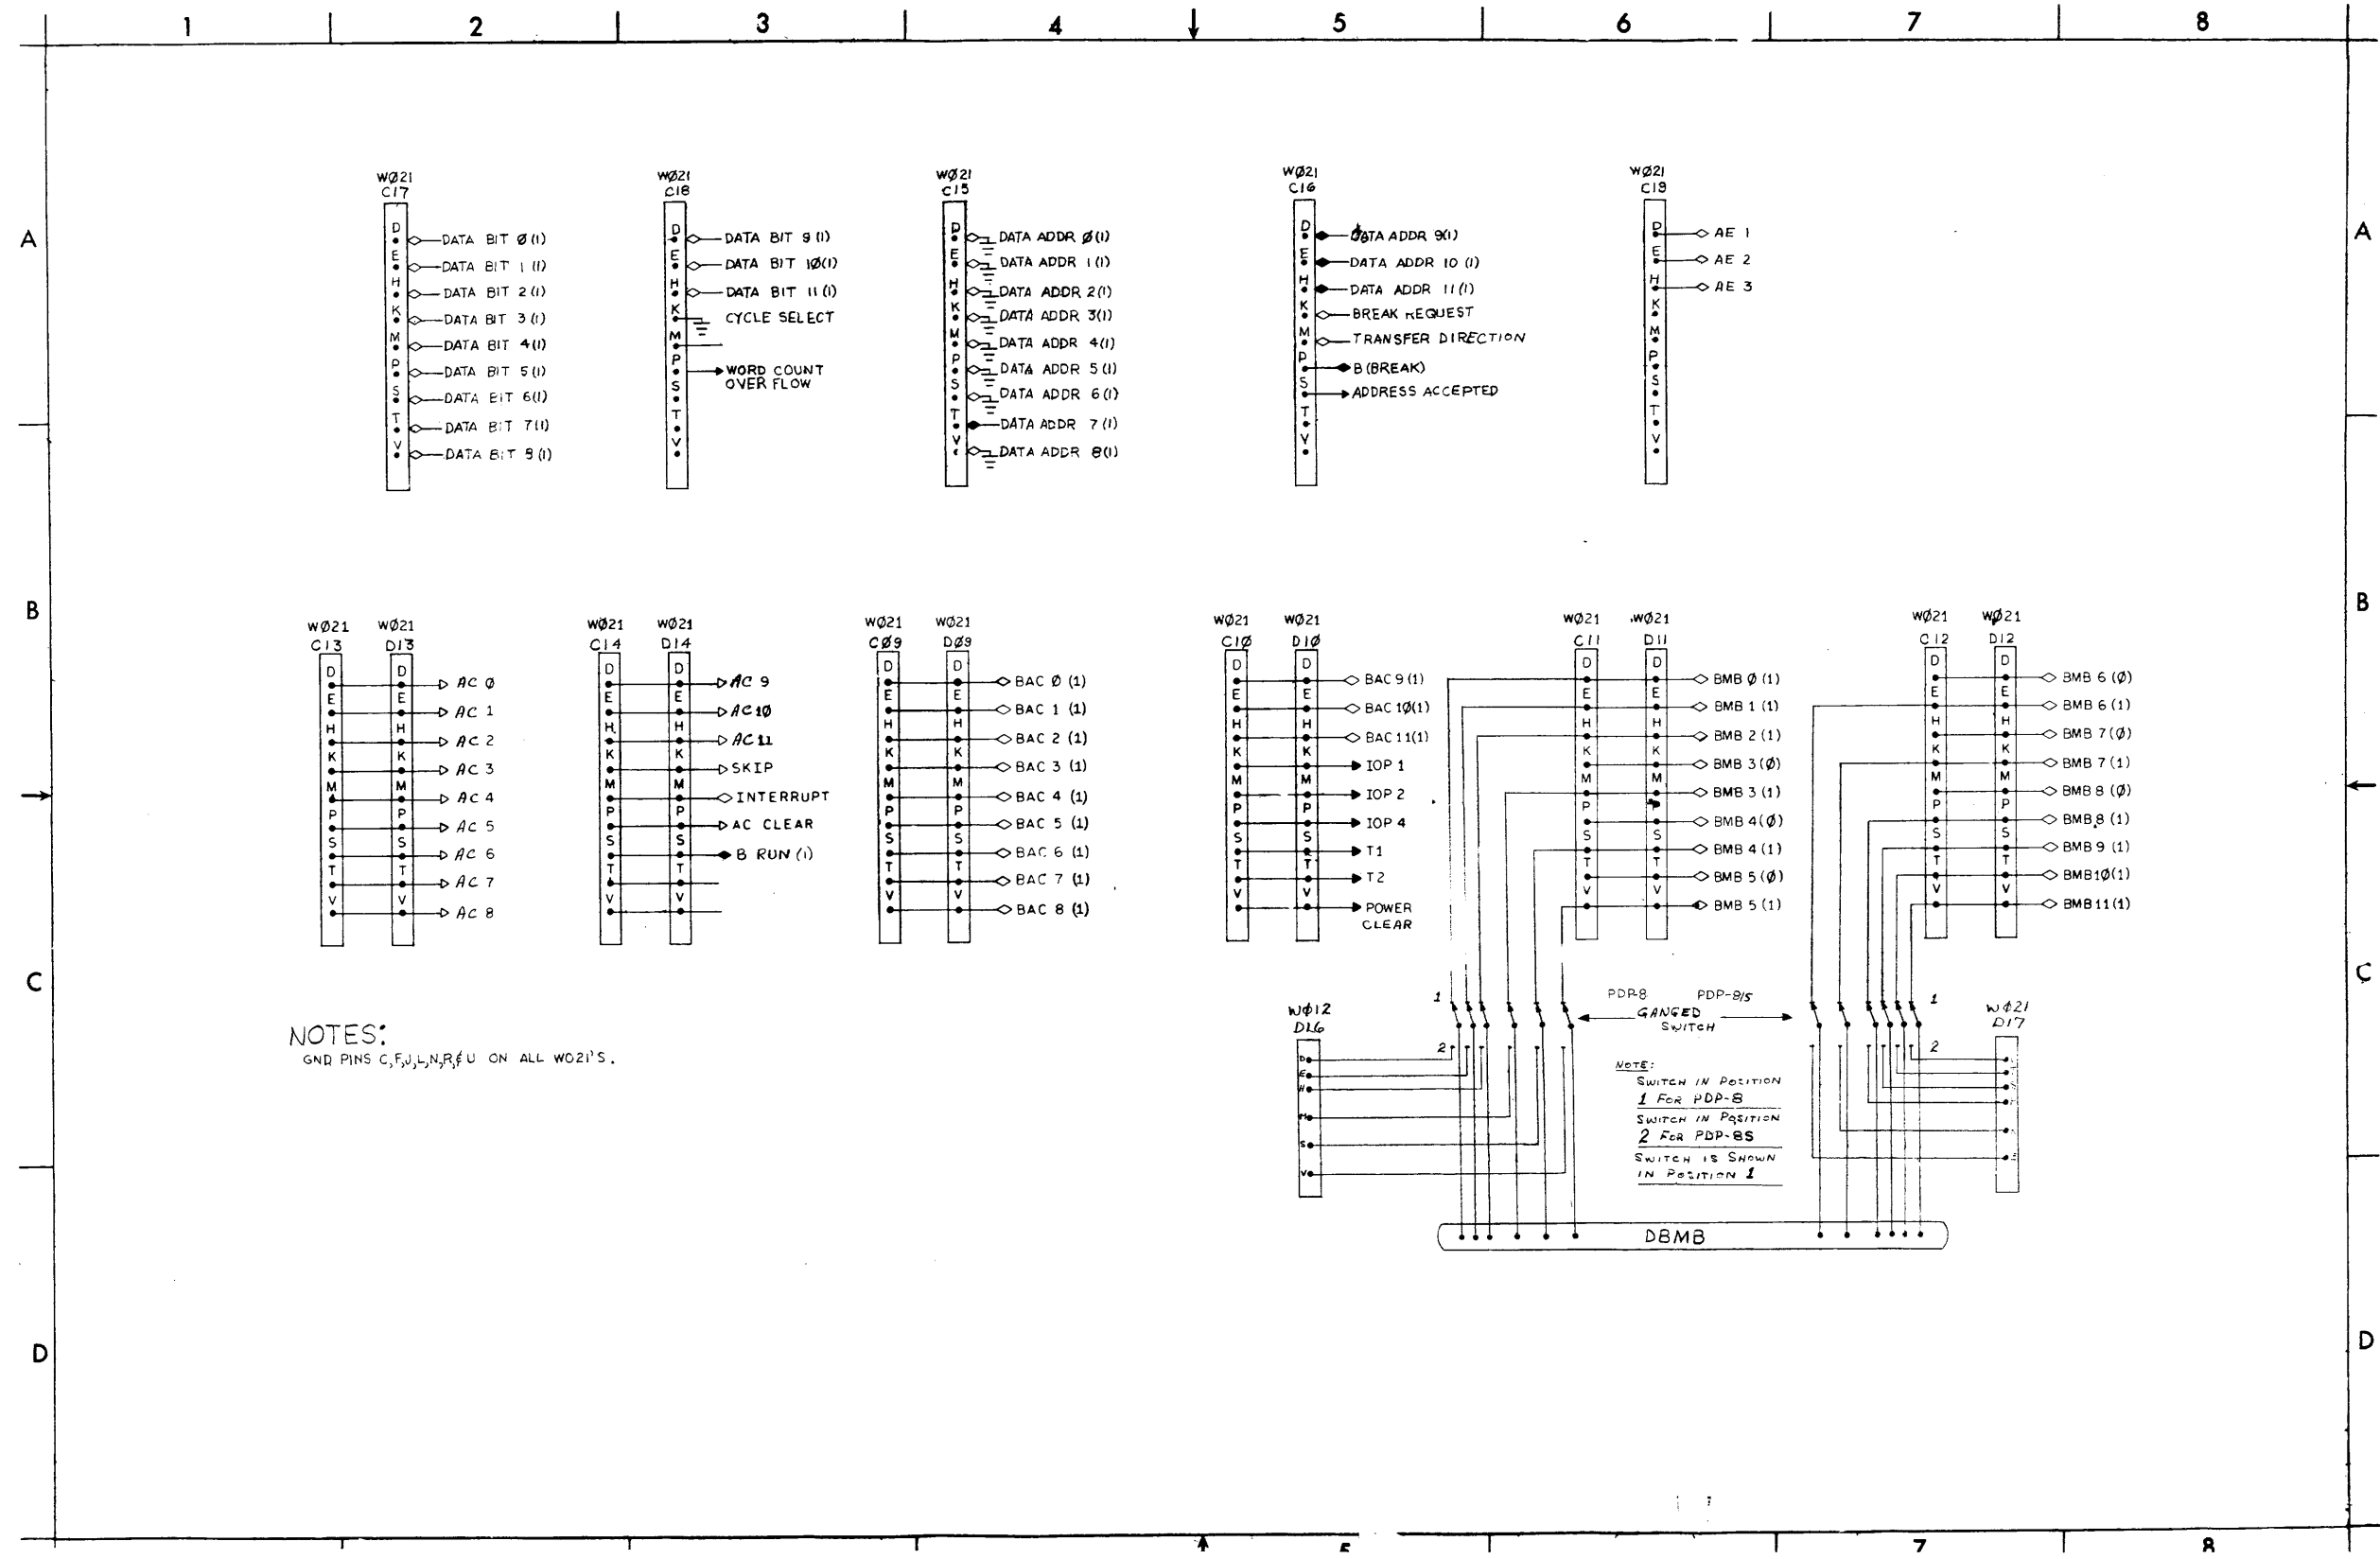 1 2 3 4 5 6 7 8
A A
WØ21 WØ21 WØ21 WØ21 WØ21
C17 C18 C15 C16 C19
D
E
H
K
M
P
S
T
V
DATA BIT Ø (1)
DATA BIT 1 (1)
DATA BIT 2 (1)
DATA BIT 3 (1)
DATA BIT 4 (1)
DATA BIT 5 (1)
DATA BIT 6 (1)
DATA BIT 7 (1)
DATA BIT 8 (1)
D
E
H
K
M
P
S
T
V
DATA BIT 9 (1)
DATA BIT 1Ø(1)
DATA BIT 11 (1)
CYCLE SELECT
WORD COUNT
OVER FLOW
D
E
H
K
M
P
S
T
V
DATA ADDR Ø(1)
DATA ADDR 1 (1)
DATA ADDR 2(1)
DATA ADDR 3(1)
DATA ADDR 4(1)
DATA ADDR 5 (1)
DATA ADDR 6 (1)
DATA ADDR 7 (1)
DATA ADDR 8(1)
D
E
H
K
M
P
S
T
V
DATA ADDR 9(1)
DATA ADDR 10 (1)
DATA ADDR 11(1)
BREAK REQUEST
TRANSFER DIRECTION
B (BREAK)
ADDRESS ACCEPTED
D
E
H
K
M
P
S
T
V
AE 1
AE 2
AE 3
B B
WØ21 WØ21
C13 D13
D D
E E
H H
K K
M M
P P
S S
T T
V V
AC Ø
AC 1
AC 2
AC 3
AC 4
AC 5
AC 6
AC 7
AC 8
WØ21 WØ21
C14 D14
D D
E E
H H
K K
M M
P P
S S
T T
V V
AC 9
AC 1Ø
AC 11
SKIP
INTERRUPT
AC CLEAR
B RUN (1)
WØ21 WØ21
CØ9 DØ9
D D
E E
H H
K K
M M
P P
S S
T T
V V
BAC Ø (1)
BAC 1 (1)
BAC 2 (1)
BAC 3 (1)
BAC 4 (1)
BAC 5 (1)
BAC 6 (1)
BAC 7 (1)
BAC 8 (1)
WØ21 WØ21
C1Ø D1Ø
D D
E E
H H
K K
M M
P P
S S
T T
V V
BAC 9 (1)
BAC 1Ø(1)
BAC 11(1)
IOP 1
IOP 2
IOP 4
T1
T2
POWER
CLEAR
WØ21 WØ21
C11 D11
D D
E E
H H
K K
M M
P P
S S
T T
V V
BMB Ø (1)
BMB 1 (1)
BMB 2 (1)
BMB 3 (Ø)
BMB 3 (1)
BMB 4(Ø)
BMB 4 (1)
BMB 5 (Ø)
BMB 5 (1)
WØ21 WØ21
C12 D12
D D
E E
H H
K K
M M
P P
S S
T T
V V
BMB 6 (Ø)
BMB 6 (1)
BMB 7 (Ø)
BMB 7 (1)
BMB 8 (Ø)
BMB 8 (1)
BMB 9 (1)
BMB 1Ø(1)
BMB 11(1)
C C
NOTES:
GND PINS C,F,J,L,N,R,& U ON ALL WO21'S.
WØ12
D16
D
E
H
M
S
V
1
2
PDP-8 PDP-8/S
GANGED
SWITCH
NOTE:
SWITCH IN POSITION
1 FOR PDP-8
SWITCH IN POSITION
2 FOR PDP-8S
SWITCH IS SHOWN
IN POSITION 1
1
2
WØ21
D17
DBMB
D D
5 7 8